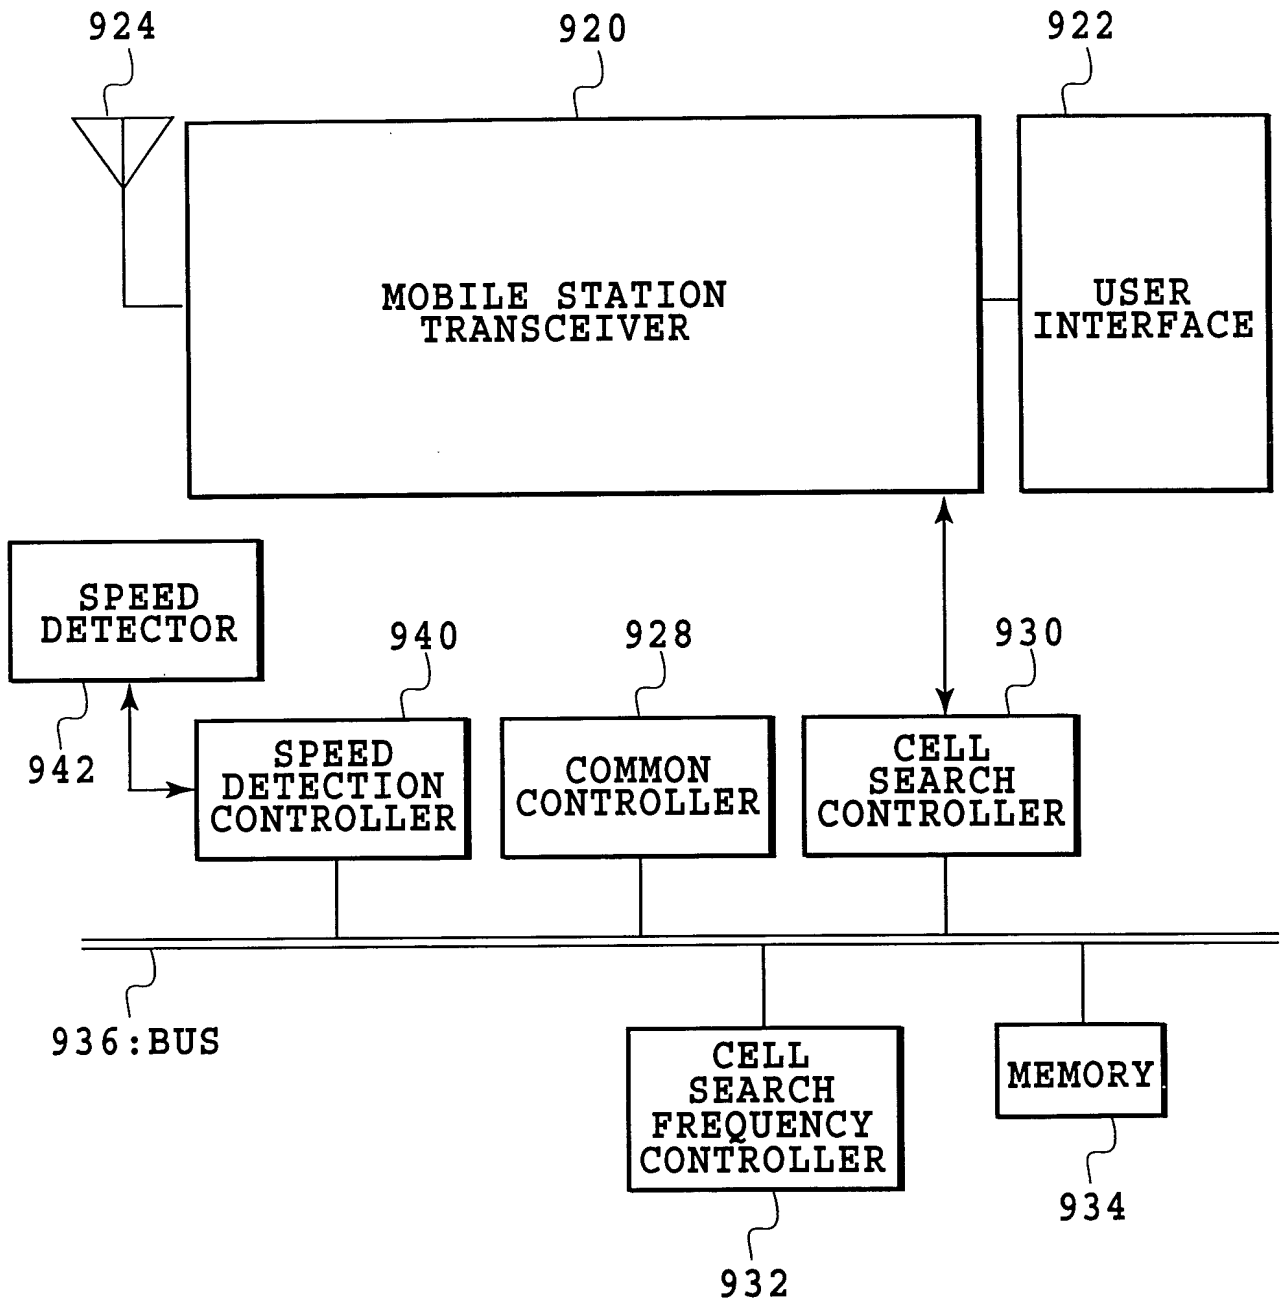 924
920
922
MOBILE STATION
TRANSCEIVER
USER
INTERFACE
SPEED
DETECTOR
942
940
928
930
SPEED
DETECTION
CONTROLLER
COMMON
CONTROLLER
CELL
SEARCH
CONTROLLER
936:BUS
CELL
SEARCH
FREQUENCY
CONTROLLER
MEMORY
932
934